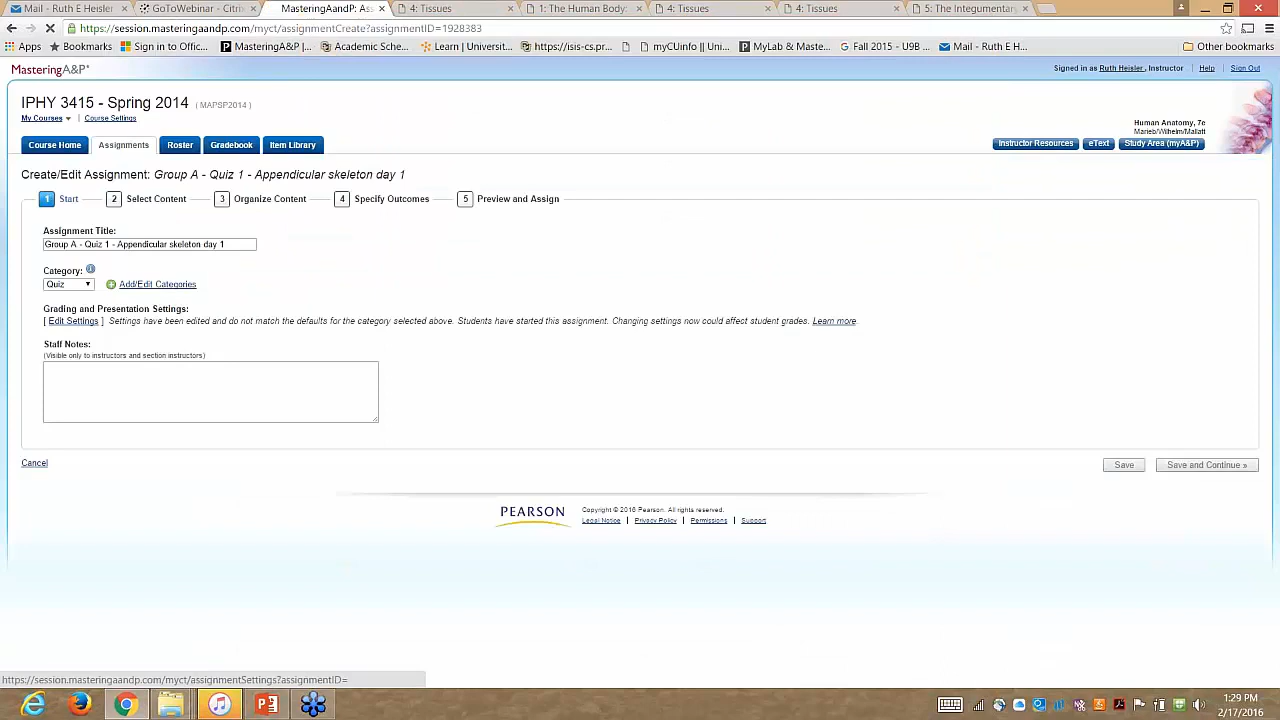 Mail - Ruth E Heisler
GoToWebinar - Citrix
MasteringAandP: Ass
4: Tissues
1: The Human Body:
4: Tissues
4: Tissues
5: The Integumentary
https://session.masteringaandp.com/myct/assignmentCreate?assignmentID=1928383
Apps
Bookmarks
Sign in to Office...
MasteringA&P |...
Academic Sche...
Learn | Universit...
https://isis-cs.pr...
myCUinfo || Uni...
MyLab & Maste...
Fall 2015 - U9B ...
Mail - Ruth E H...
Other bookmarks
MasteringA&P*
Signed in as Ruth Heisler, Instructor | Help | Sign Out
IPHY 3415 - Spring 2014 ( MAPSP2014 )
My Courses | Course Settings
Human Anatomy, 7e
Marieb/Wilhelm/Mallatt
Course Home
Assignments
Roster
Gradebook
Item Library
Instructor Resources
eText
Study Area (myA&P)
Create/Edit Assignment: Group A - Quiz 1 - Appendicular skeleton day 1
1 Start
2 Select Content
3 Organize Content
4 Specify Outcomes
5 Preview and Assign
Assignment Title:
Group A - Quiz 1 - Appendicular skeleton day 1
Category:
Quiz
Add/Edit Categories
Grading and Presentation Settings:
[ Edit Settings ] Settings have been edited and do not match the defaults for the category selected above. Students have started this assignment. Changing settings now could affect student grades. Learn more.
Staff Notes:
(Visible only to instructors and section instructors)
Cancel
Save
Save and Continue »
PEARSON
Copyright © 2016 Pearson. All rights reserved.
Legal Notice | Privacy Policy | Permissions | Support
https://session.masteringaandp.com/myct/assignmentSettings?assignmentID=
1:29 PM
2/17/2016